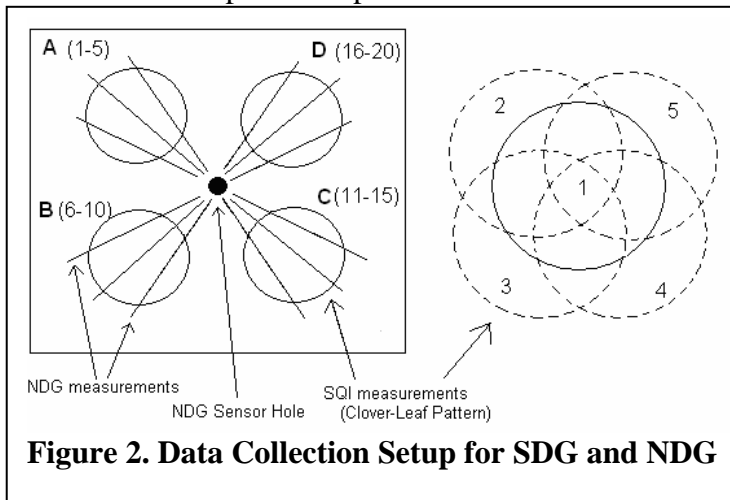 A (1-5)
D (16-20)
2
5
1
B (6-10)
C (11-15)
3
4
NDG measurements
NDG Sensor Hole
SQI measurements
(Clover-Leaf Pattern)
Figure 2. Data Collection Setup for SDG and NDG